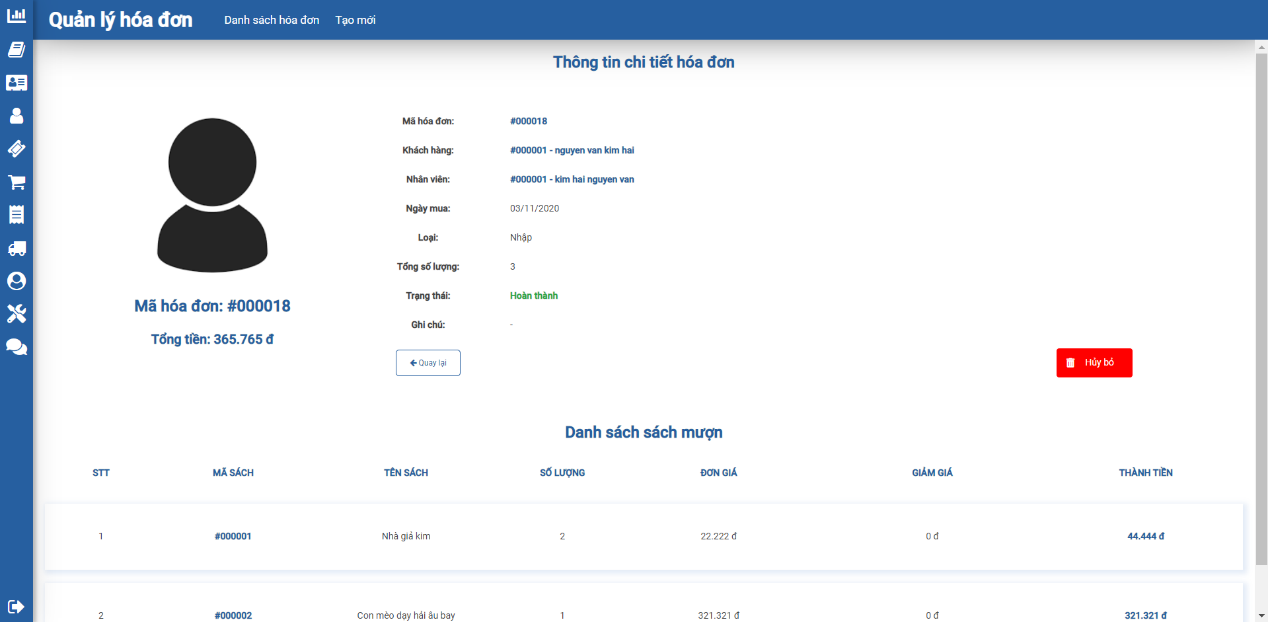 Quản lý hóa đơn Danh sách hóa đơn Tạo mới
Thông tin chi tiết hóa đơn
Mã hóa đơn: #000018
Khách hàng: #000001 - nguyen van kim hai
Nhân viên: #000001 - kim hai nguyen van
Ngày mua: 03/11/2020
Loại: Nhập
Tổng số lượng: 3
Trạng thái: Hoàn thành
Ghi chú: -
Mã hóa đơn: #000018
Tổng tiền: 365.765 đ
Quay lại
Hủy bỏ
Danh sách sách mượn
STT MÃ SÁCH TÊN SÁCH SỐ LƯỢNG ĐƠN GIÁ GIẢM GIÁ THÀNH TIỀN
1 #000001 Nhà giả kim 2 22.222 đ 0 đ 44.444 đ
2 #000002 Con mèo dạy hải âu bay 1 321.321 đ 0 đ 321.321 đ